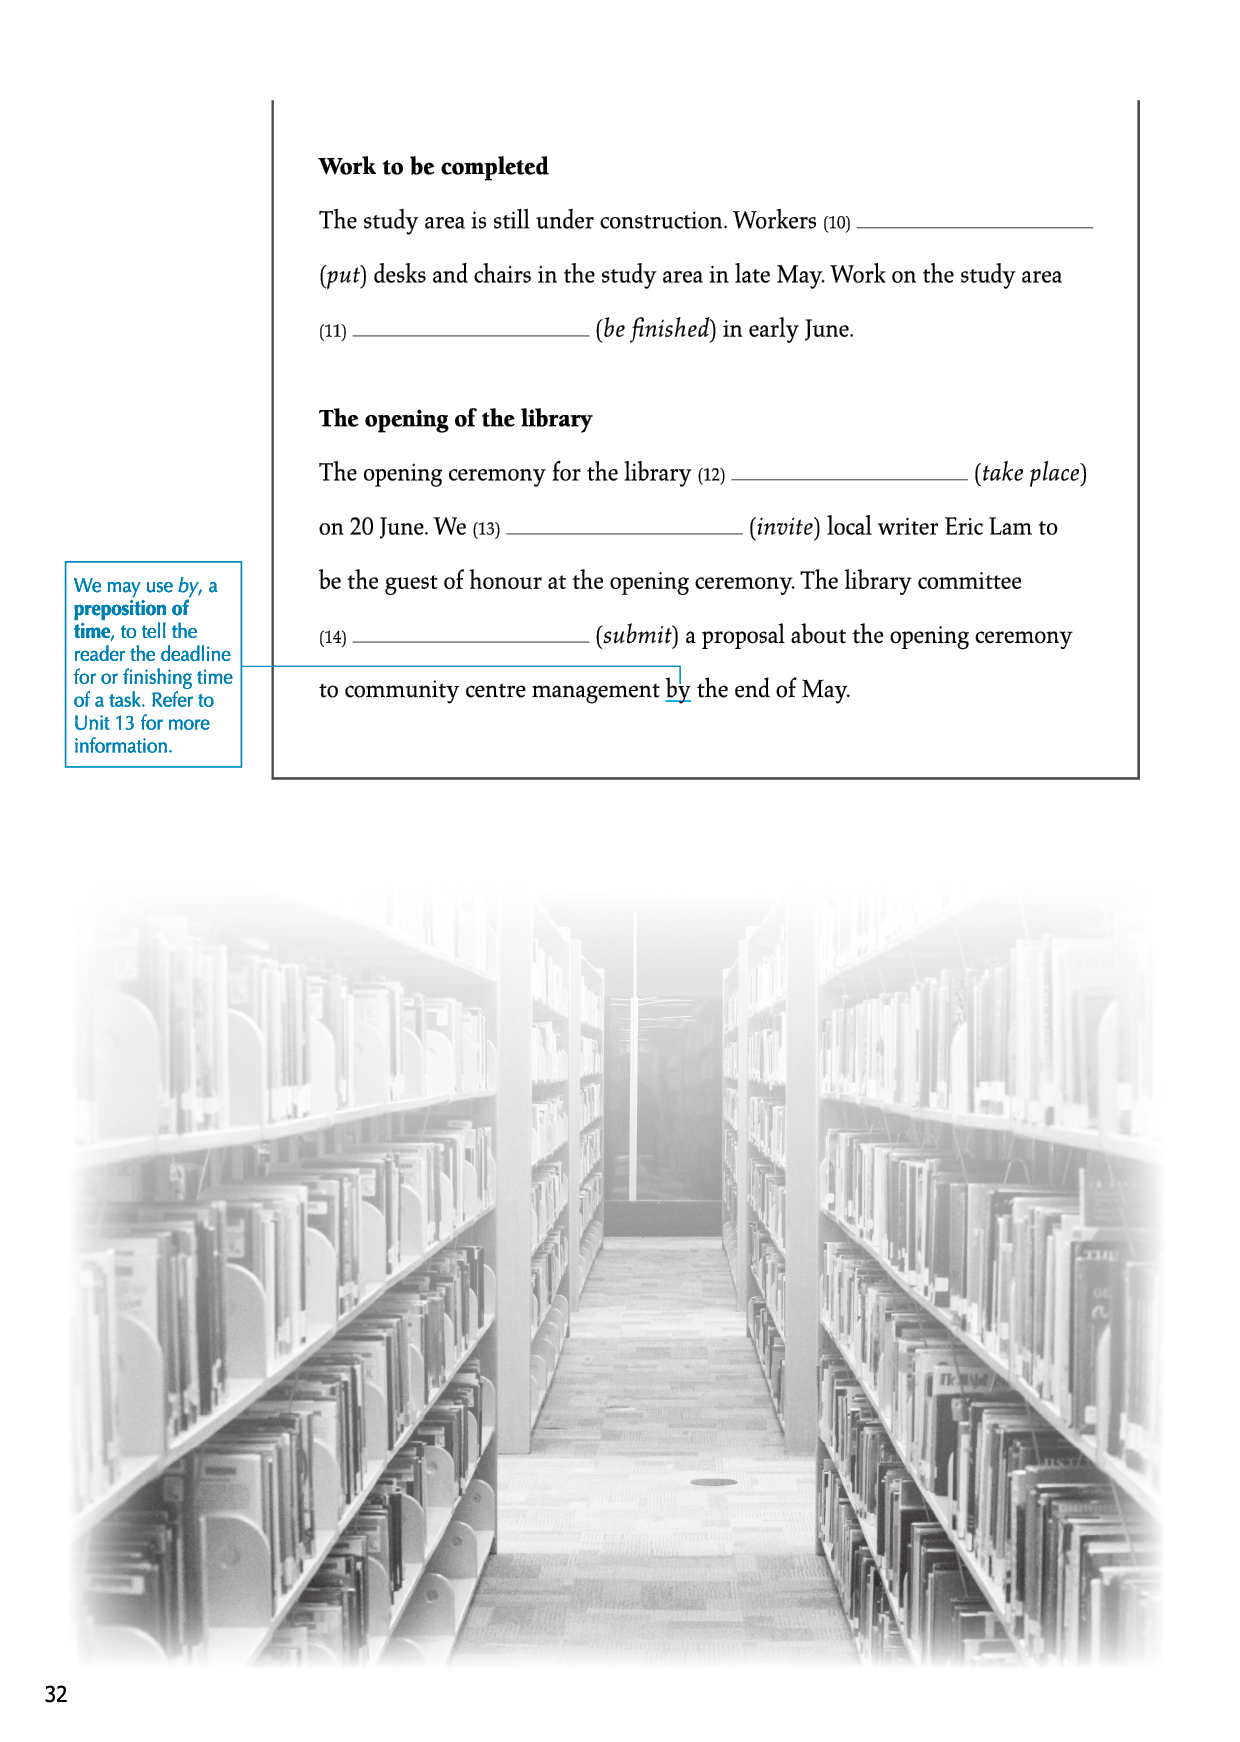 Work to be completed
The study area is still under construction. Workers (10) ____________________
(put) desks and chairs in the study area in late May. Work on the study area
(11) ____________________ (be finished) in early June.
The opening of the library
The opening ceremony for the library (12) ____________________ (take place)
on 20 June. We (13) ____________________ (invite) local writer Eric Lam to
be the guest of honour at the opening ceremony. The library committee
(14) ____________________ (submit) a proposal about the opening ceremony
to community centre management by the end of May.
We may use by, a
preposition of
time, to tell the
reader the deadline
for or finishing time
of a task. Refer to
Unit 13 for more
information.
32